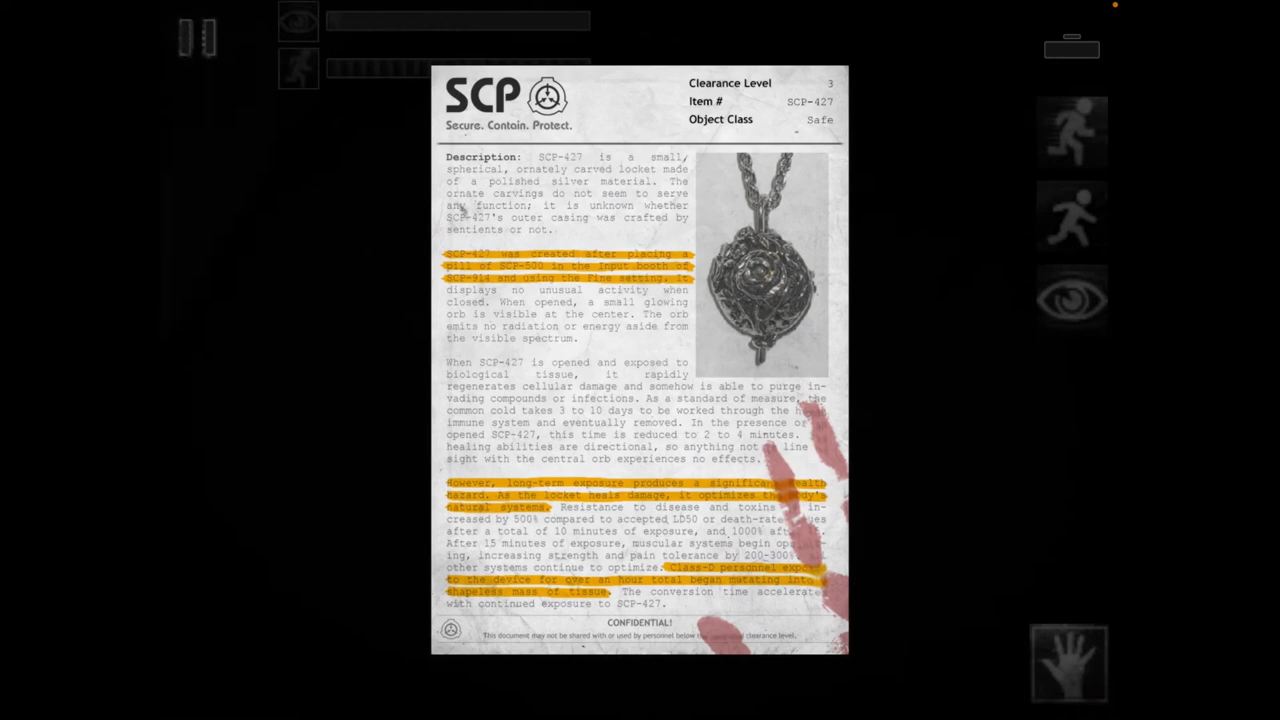 SCP
Secure. Contain. Protect.
Clearance Level 3
Item # SCP-427
Object Class Safe
Description: SCP-427 is a small,
spherical, ornately carved locket made
of a polished silver material. The
ornate carvings do not seem to serve
any function; it is unknown whether
SCP-427's outer casing was crafted by
sentients or not.
SCP-427 was created after placing a
pill of SCP-500 in the Input booth of
SCP-914 and using the Fine setting. It
displays no unusual activity when
closed. When opened, a small glowing
orb is visible at the center. The orb
emits no radiation or energy aside from
the visible spectrum.
When SCP-427 is opened and exposed to
biological tissue, it rapidly
regenerates cellular damage and somehow is able to purge in-
vading compounds or infections. As a standard of measure, the
common cold takes 3 to 10 days to be worked through the
immune system and eventually removed. In the presence
opened SCP-427, this time is reduced to 2 to 4 minutes.
healing abilities are directional, so anything not line
sight with the central orb experiences no effects.
However, long-term exposure produces a significant health
hazard. As the locket heals damage, it optimizes the body's
natural systems. Resistance to disease and toxins in-
creased by 500% compared to accepted LD50 or death-rate
after a total of 10 minutes of exposure, and 1000%
After 15 minutes of exposure, muscular systems begin
ing, increasing strength and pain tolerance by 200-300%.
other systems continue to optimize. Class-D personnel
to the device for over an hour total began mutating into
shapeless mass of tissue. The conversion time
with continued exposure to SCP-427.
CONFIDENTIAL!
This document may not be shared with or used by personnel below clearance level.